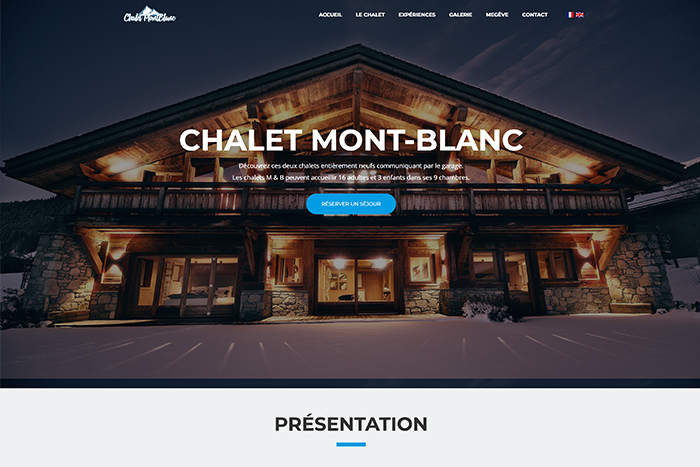 Chalet MontBlanc
ACCUEIL LE CHALET EXPÉRIENCES GALERIE MEGÈVE CONTACT
CHALET MONT-BLANC
Découvrez ces deux chalets entièrement neufs communiquant par le garage.
Les chalets M & B peuvent accueillir 16 adultes et 3 enfants dans ses 9 chambres.
RÉSERVER UN SÉJOUR
PRÉSENTATION